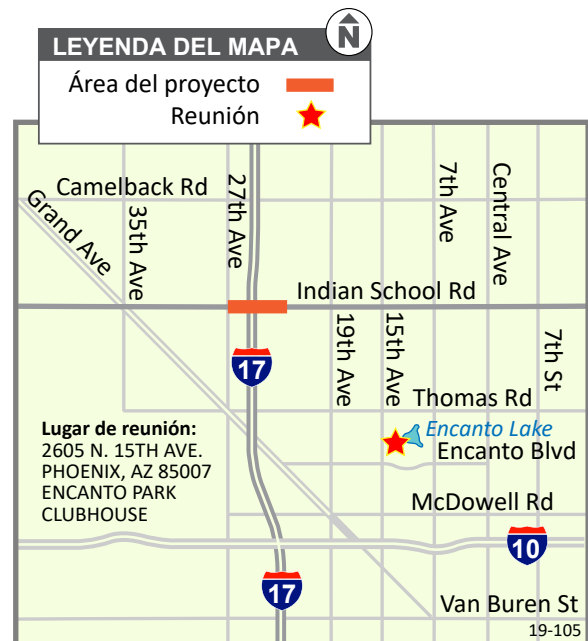 N
LEYENDA DEL MAPA
Área del proyecto
Reunión
Camelback Rd
Grand Ave
35th Ave
27th Ave
7th Ave
Central Ave
Indian School Rd
19th Ave
15th Ave
7th St
17
Thomas Rd
Encanto Lake
Encanto Blvd
Lugar de reunión:
2605 N. 15TH AVE.
PHOENIX, AZ 85007
ENCANTO PARK
CLUBHOUSE
McDowell Rd
10
17
Van Buren St
19-105